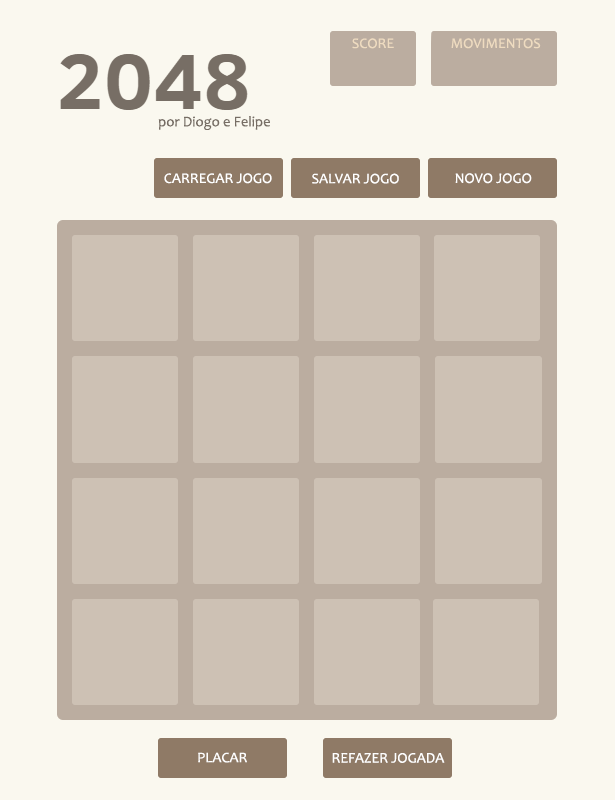 SCORE
MOVIMENTOS
2048
por Diogo e Felipe
CARREGAR JOGO
SALVAR JOGO
NOVO JOGO
PLACAR
REFAZER JOGADA